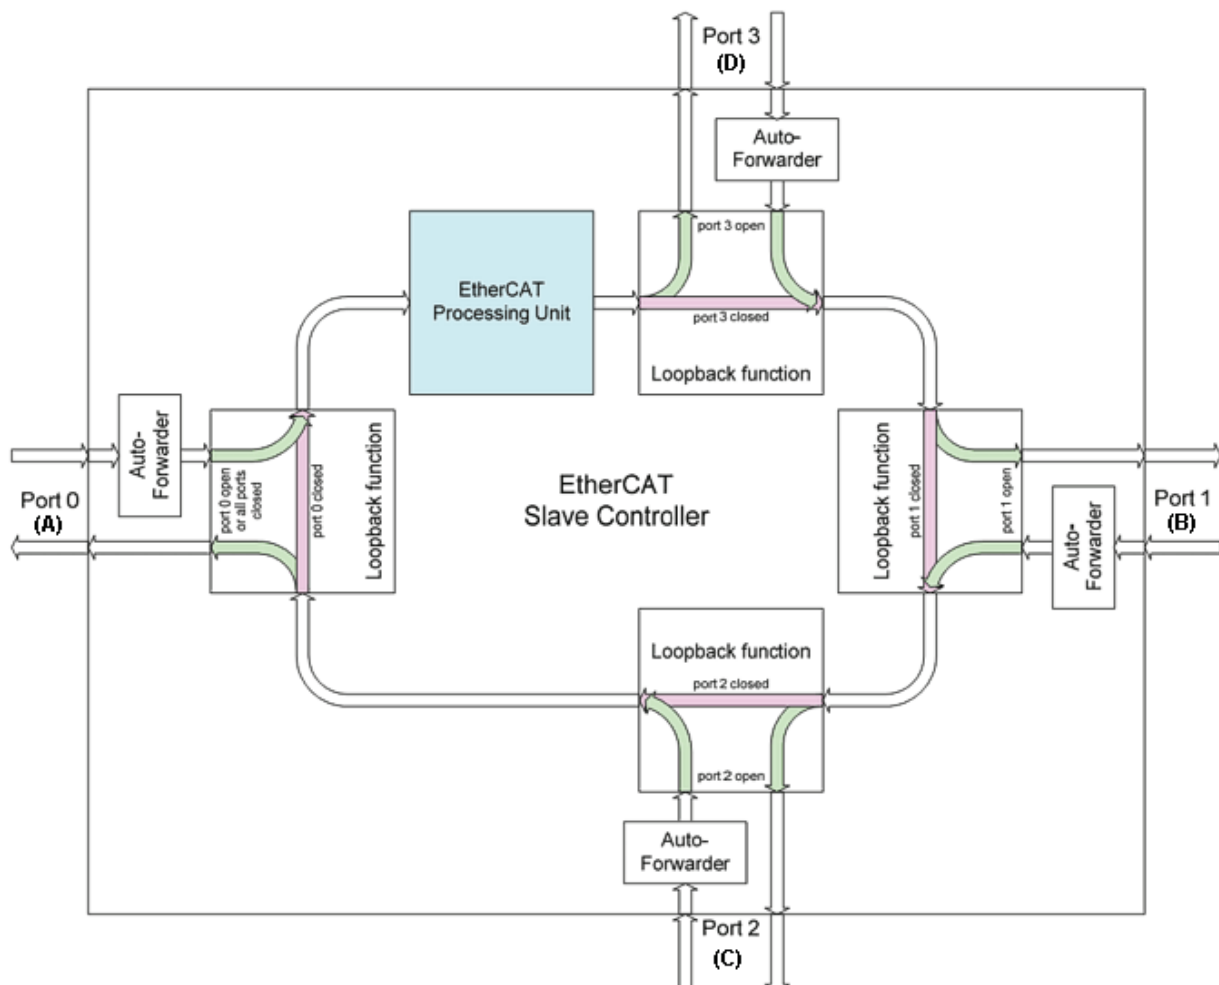 Port 3
(D)
Auto-
Forwarder
port 3 open
EtherCAT
Processing Unit
port 3 closed
Loopback function
Auto-
Forwarder
port 0 open
or all ports
closed
port 0 closed
Loopback function
Port 0
(A)
EtherCAT
Slave Controller
Loopback function
port 1 closed
port 1 open
Auto-
Forwarder
Port 1
(B)
Loopback function
port 2 closed
port 2 open
Auto-
Forwarder
Port 2
(C)